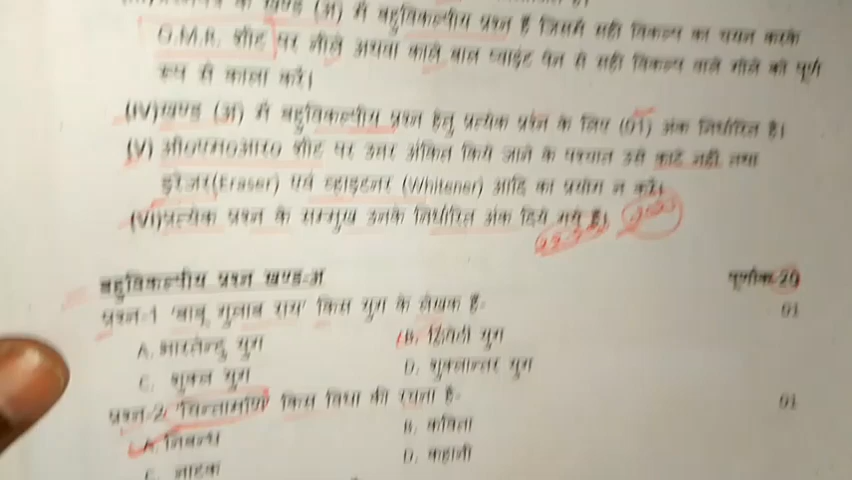 खण्ड (अ) में बहुविकल्पीय प्रश्न हैं जिसमें सही विकल्प का चयन करके
O.M.R. शीट पर नीले अथवा काले बाल प्वाइंट पेन से सही विकल्प वाले गोले को पूर्ण
रूप से काला करें।
(IV) खण्ड (अ) में बहुविकल्पीय प्रश्न हेतु प्रत्येक प्रश्न के लिए (01) अंक निर्धारित है।
(V) ओ०एम०आर० शीट पर उत्तर अंकित किये जाने के पश्चात उसे काटे नहीं तथा
इरेजर(Eraser) एवं व्हाइटनर (Whitener) आदि का प्रयोग न करें।
(VI)प्रत्येक प्रश्न के सम्मुख उनके निर्धारित अंक दिये गये हैं।
बहुविकल्पीय प्रश्न खण्ड-अ पूर्णांक-20
प्रश्न-1 'बाबू गुलाब राय' किस युग के लेखक हैं- 01
A. भारतेन्दु युग B. द्विवेदी युग
C. शुक्ल युग D. शुक्लोत्तर युग
प्रश्न-2 'चिन्तामणि' किस विधा की रचना है- 01
A. निबन्ध B. कविता
C. नाटक D. कहानी